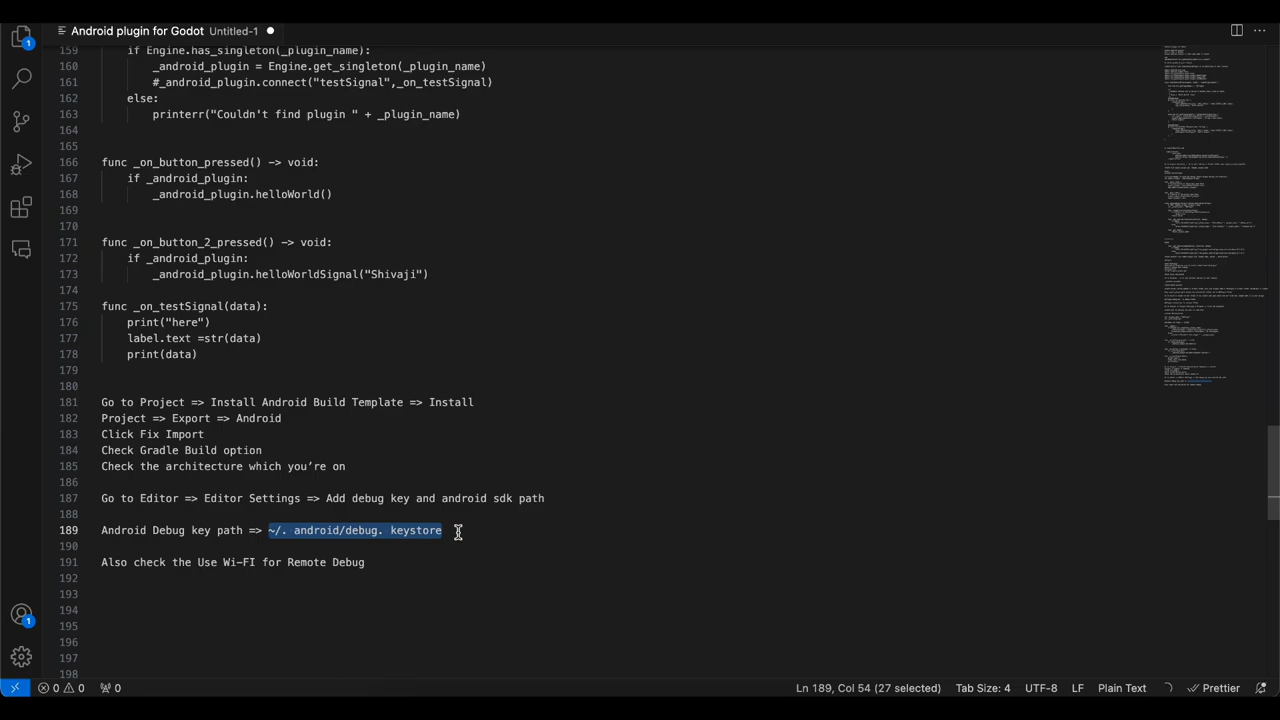 Android plugin for Godot Untitled-1
159 if Engine.has_singleton(_plugin_name):
160 _android_plugin = Engine.get_singleton(_plugin_name)
161 #_android_plugin.connect("testSignal",_on_testSignal)
162 else:
163 printerr("Couldn't find plugin " + _plugin_name)
164
165
166 func _on_button_pressed() -> void:
167 if _android_plugin:
168 _android_plugin.helloWorld()
169
170
171 func _on_button_2_pressed() -> void:
172 if _android_plugin:
173 _android_plugin.helloWorldSignal("Shivaji")
174
175 func _on_testSignal(data):
176 print("here")
177 label.text =str(data)
178 print(data)
179
180
181 Go to Project => Install Android Build Template => Install
182 Project => Export => Android
183 Click Fix Import
184 Check Gradle Build option
185 Check the architecture which you’re on
186
187 Go to Editor => Editor Settings => Add debug key and android sdk path
188
189 Android Debug key path => ~/. android/debug. keystore
190
191 Also check the Use Wi-FI for Remote Debug
192
193
194
195
196
197
198
1
1
0 0 0 Ln 189, Col 54 (27 selected) Tab Size: 4 UTF-8 LF Plain Text Prettier